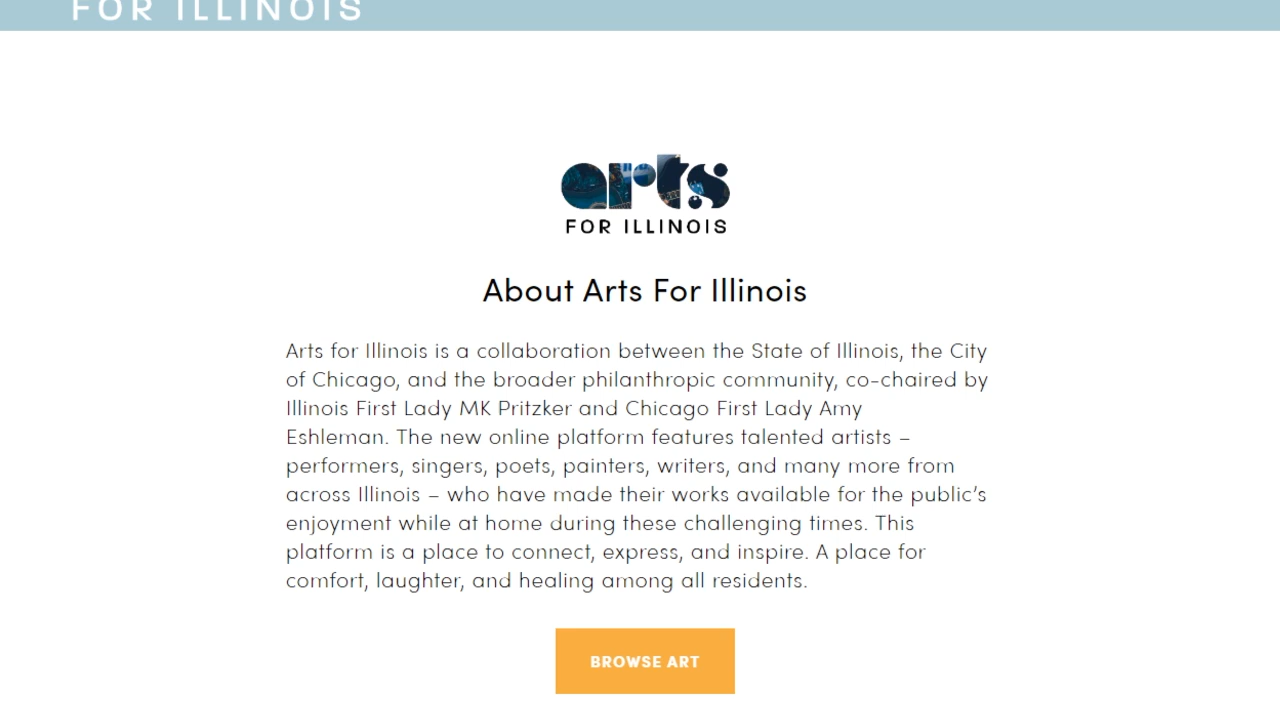 FOR ILLINOIS
arts
FOR ILLINOIS
About Arts For Illinois
Arts for Illinois is a collaboration between the State of Illinois, the City
of Chicago, and the broader philanthropic community, co-chaired by
Illinois First Lady MK Pritzker and Chicago First Lady Amy
Eshleman. The new online platform features talented artists –
performers, singers, poets, painters, writers, and many more from
across Illinois – who have made their works available for the public’s
enjoyment while at home during these challenging times. This
platform is a place to connect, express, and inspire. A place for
comfort, laughter, and healing among all residents.
BROWSE ART